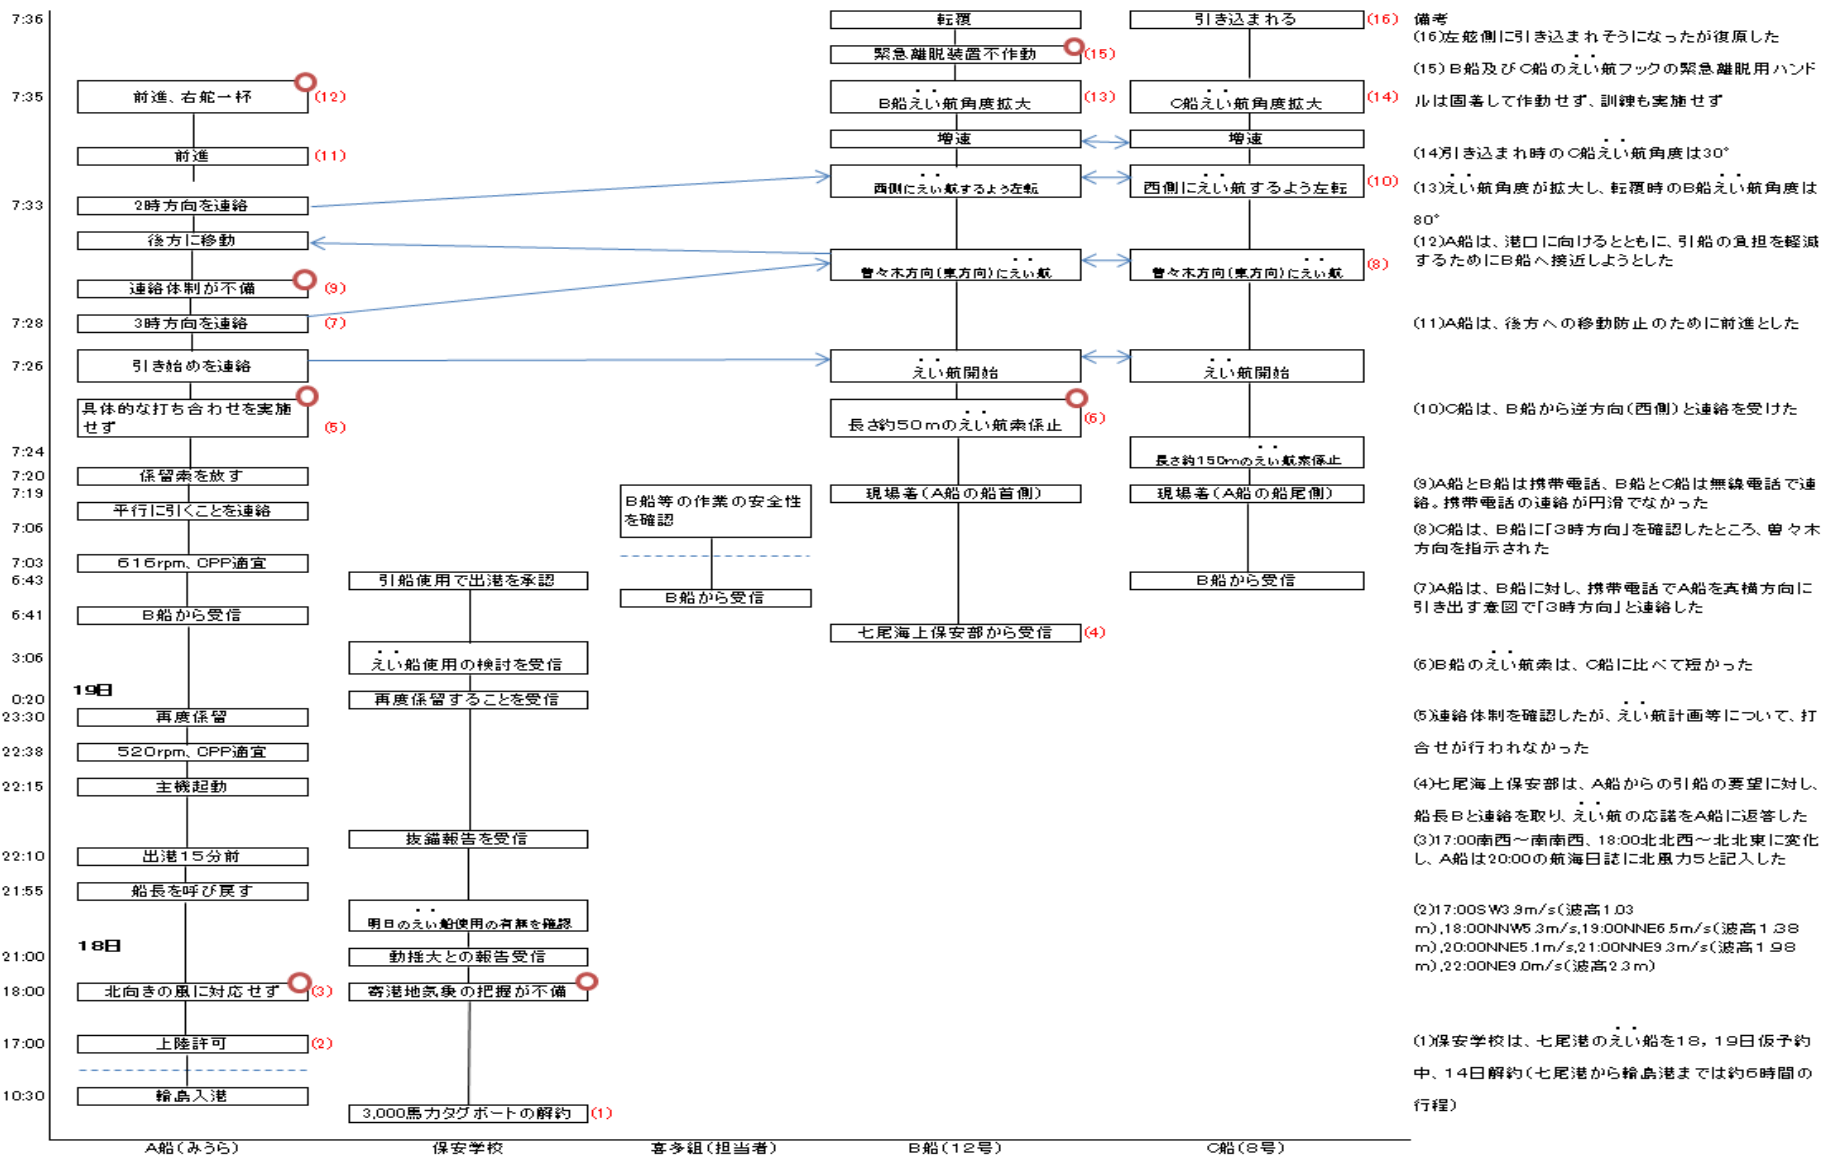 7:36
転覆
引き込まれる
(16)
備考
(16)左舷側に引き込まれそうになったが復原した
緊急離脱装置不作動
(15)
(15)B船及びC船のえい航フックの緊急離脱用ハンド
ルは固着して作動せず、訓練も実施せず
7:35
前進、右舵一杯
(12)
B船えい航角度拡大
(13)
C船えい航角度拡大
(14)
増速
増速
前進
(11)
(14)引き込まれ時のC船えい航角度は30°
西側にえい航するよう左転
西側にえい航するよう左転
(10)
(13)えい航角度が拡大し、転覆時のB船えい航角度は
80°
7:33
2時方向を連絡
後方に移動
(12)A船は、港口に向けるとともに、引船の負担を軽減
するためにB船へ接近しようとした
曽々木方向(東方向)にえい航
曽々木方向(東方向)にえい航
(8)
連絡体制が不備
(9)
7:28
3時方向を連絡
(7)
(11)A船は、後方への移動防止のために前進とした
7:26
引き始めを連絡
えい航開始
えい航開始
具体的な打ち合わせを実施
せず
(5)
長さ約50mのえい航索係止
(6)
(10)C船は、B船から逆方向(西側)と連絡を受けた
7:24
長さ約150mのえい航索係止
7:20
係留索を放す
7:19
B船等の作業の安全性
を確認
現場着(A船の船首側)
現場着(A船の船尾側)
(9)A船とB船は携帯電話、B船とC船は無線電話で連
絡。携帯電話の連絡が円滑でなかった
平行に引くことを連絡
7:06
(8)C船は、B船に「3時方向」を確認したところ、曽々木
方向を指示された
7:03
616rpm、CPP適宜
6:43
引船使用で出港を承認
B船から受信
B船から受信
(7)A船は、B船に対し、携帯電話でA船を真横方向に
引き出す意図で「3時方向」と連絡した
6:41
B船から受信
七尾海上保安部から受信
(4)
3:06
えい船使用の検討を受信
(6)B船のえい航索は、C船に比べて短かった
19日
0:20
再度係留することを受信
23:30
再度係留
(5)連絡体制を確認したが、えい航計画等について、打
合せが行われなかった
22:38
520rpm、CPP適宜
22:15
主機起動
(4)七尾海上保安部は、A船からの引船の要望に対し、
船長Bと連絡を取り、えい航の応諾をA船に返答した
抜錨報告を受信
(3)17:00南西～南南西、18:00北北西～北北東に変化
し、A船は20:00の航海日誌に北風力5と記入した
22:10
出港15分前
21:55
船長を呼び戻す
明日のえい船使用の有無を確認
(2)17:00SW3.9m/s(波高1.03
m),18:00NNW5.3m/s,19:00NNE6.5m/s(波高1.38
m),20:00NNE5.1m/s,21:00NNE9.3m/s(波高1.98
m),22:00NE9.0m/s(波高2.3m)
18日
21:00
動揺大との報告受信
18:00
北向きの風に対応せず
(3)
寄港地気象の把握が不備
17:00
上陸許可
(2)
(1)保安学校は、七尾港のえい船を18，19日仮予約
中、14日解約(七尾港から輪島港までは約6時間の
行程)
10:30
輪島入港
3,000馬力タグボートの解約
(1)
A船(みうら)
保安学校
喜多組(担当者)
B船(12号)
C船(8号)